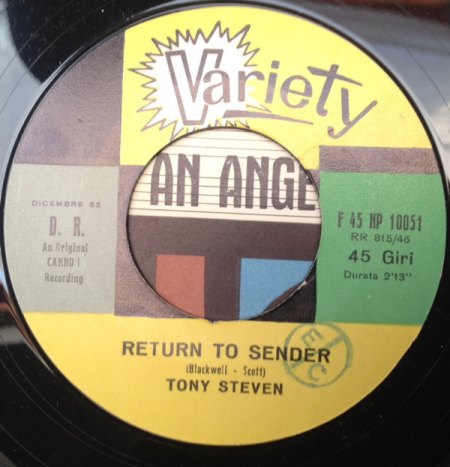 Variety
AN ANGE
DICEMBRE 62
D. R.
An Original
CANNOI
Recording
F 45 NP 10051
RR 815/46
45 Giri
Durata 2'13"
RETURN TO SENDER
(Blackwell - Scott)
TONY STEVEN